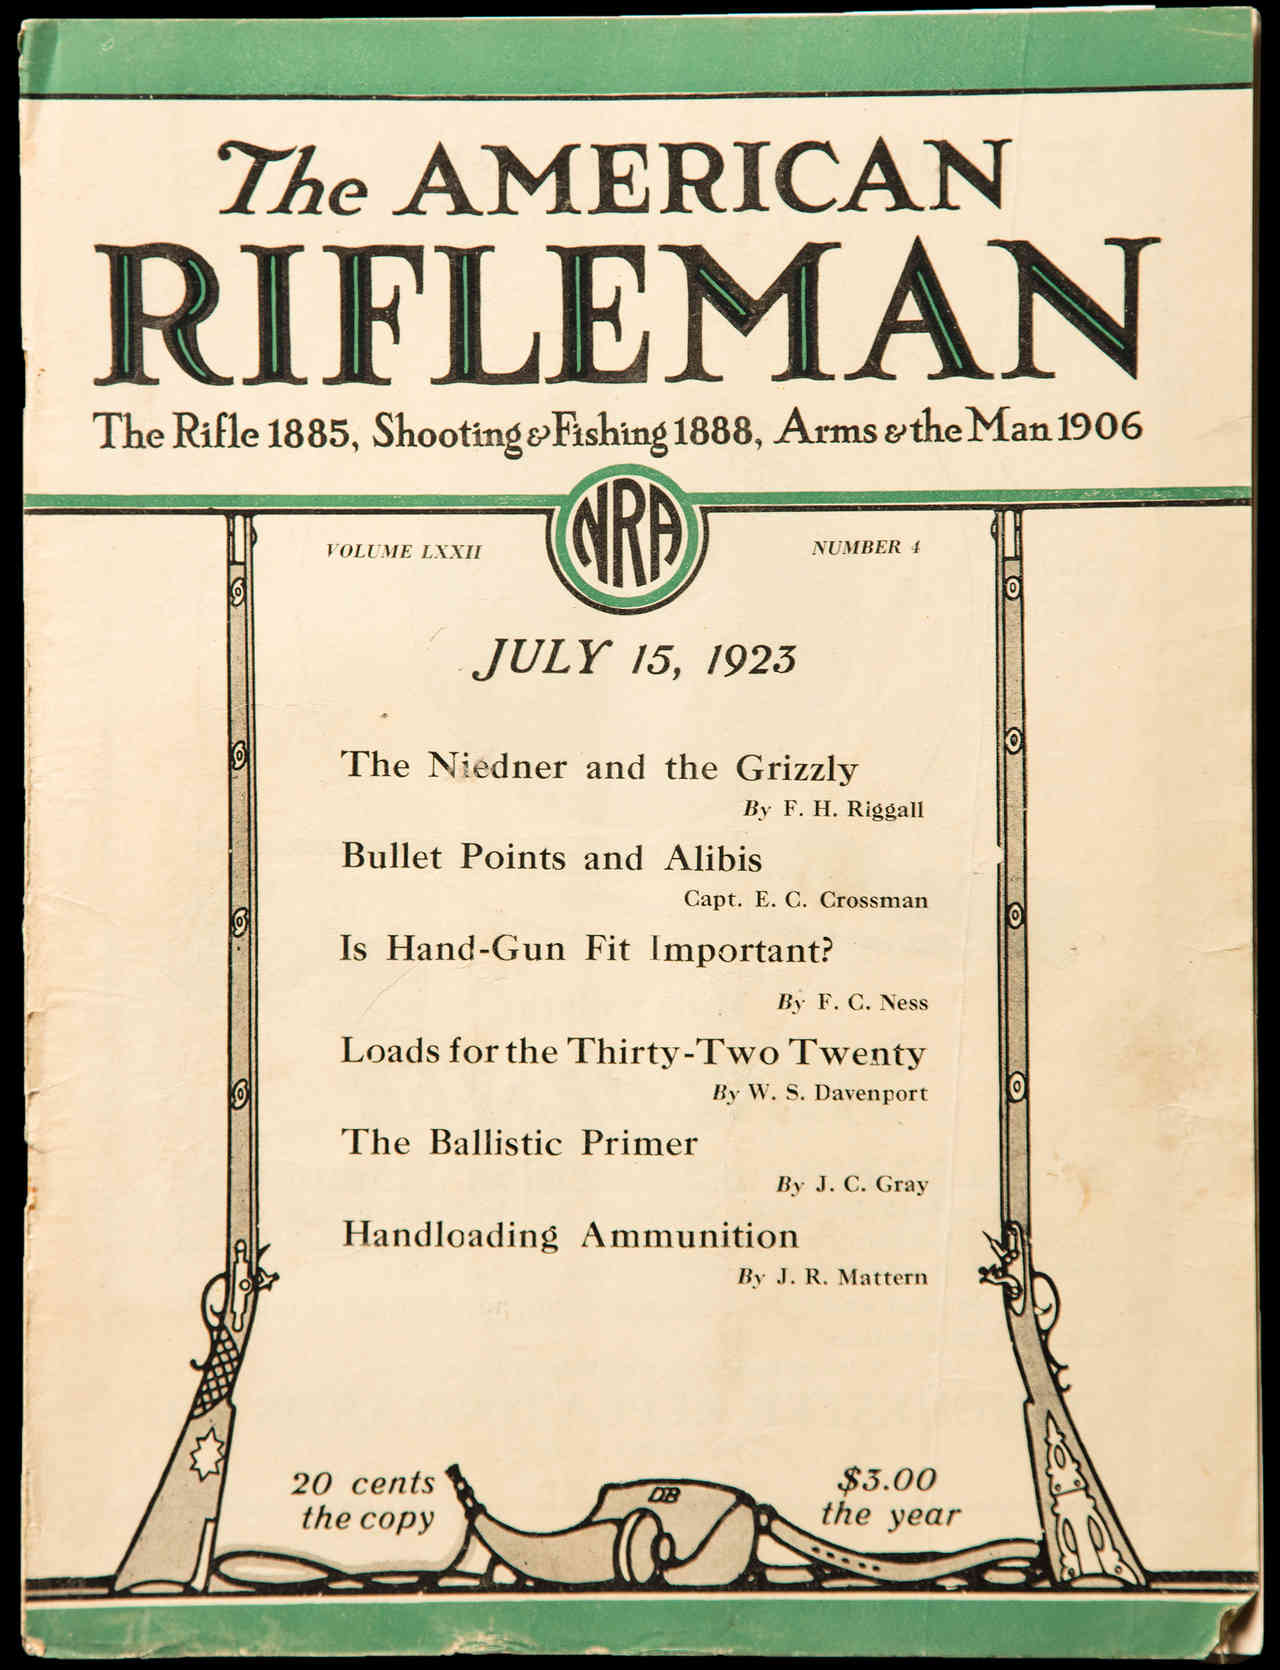 The AMERICAN
RIFLEMAN
The Rifle 1885, Shooting & Fishing 1888, Arms & the Man 1906
NRA
VOLUME LXXII NUMBER 4
JULY 15, 1923
The Niedner and the Grizzly
By F. H. Riggall
Bullet Points and Alibis
Capt. E. C. Crossman
Is Hand-Gun Fit Important?
By F. C. Ness
Loads for the Thirty-Two Twenty
By W. S. Davenport
The Ballistic Primer
By J. C. Gray
Handloading Ammunition
By J. R. Mattern
20 cents
the copy
DB
$3.00
the year